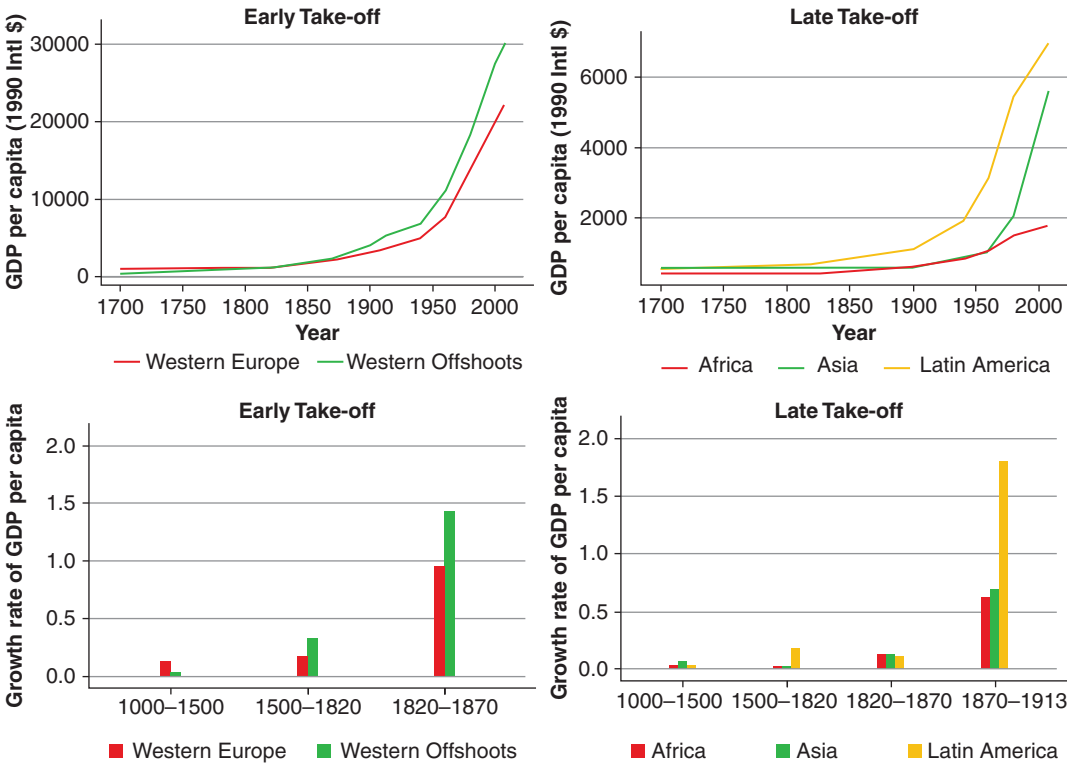 Early Take-off
GDP per capita (1990 Intl $)
30000
20000
10000
0
1700 1750 1800 1850 1900 1950 2000
Year
Western Europe Western Offshoots
Late Take-off
GDP per capita (1990 Intl $)
6000
4000
2000
1700 1750 1800 1850 1900 1950 2000
Year
Africa Asia Latin America
Early Take-off
Growth rate of GDP per capita
2.0
1.5
1.0
0.5
0.0
1000–1500 1500–1820 1820–1870
Western Europe Western Offshoots
Late Take-off
Growth rate of GDP per capita
2.0
1.5
1.0
0.5
0.0
1000–1500 1500–1820 1820–1870 1870–1913
Africa Asia Latin America